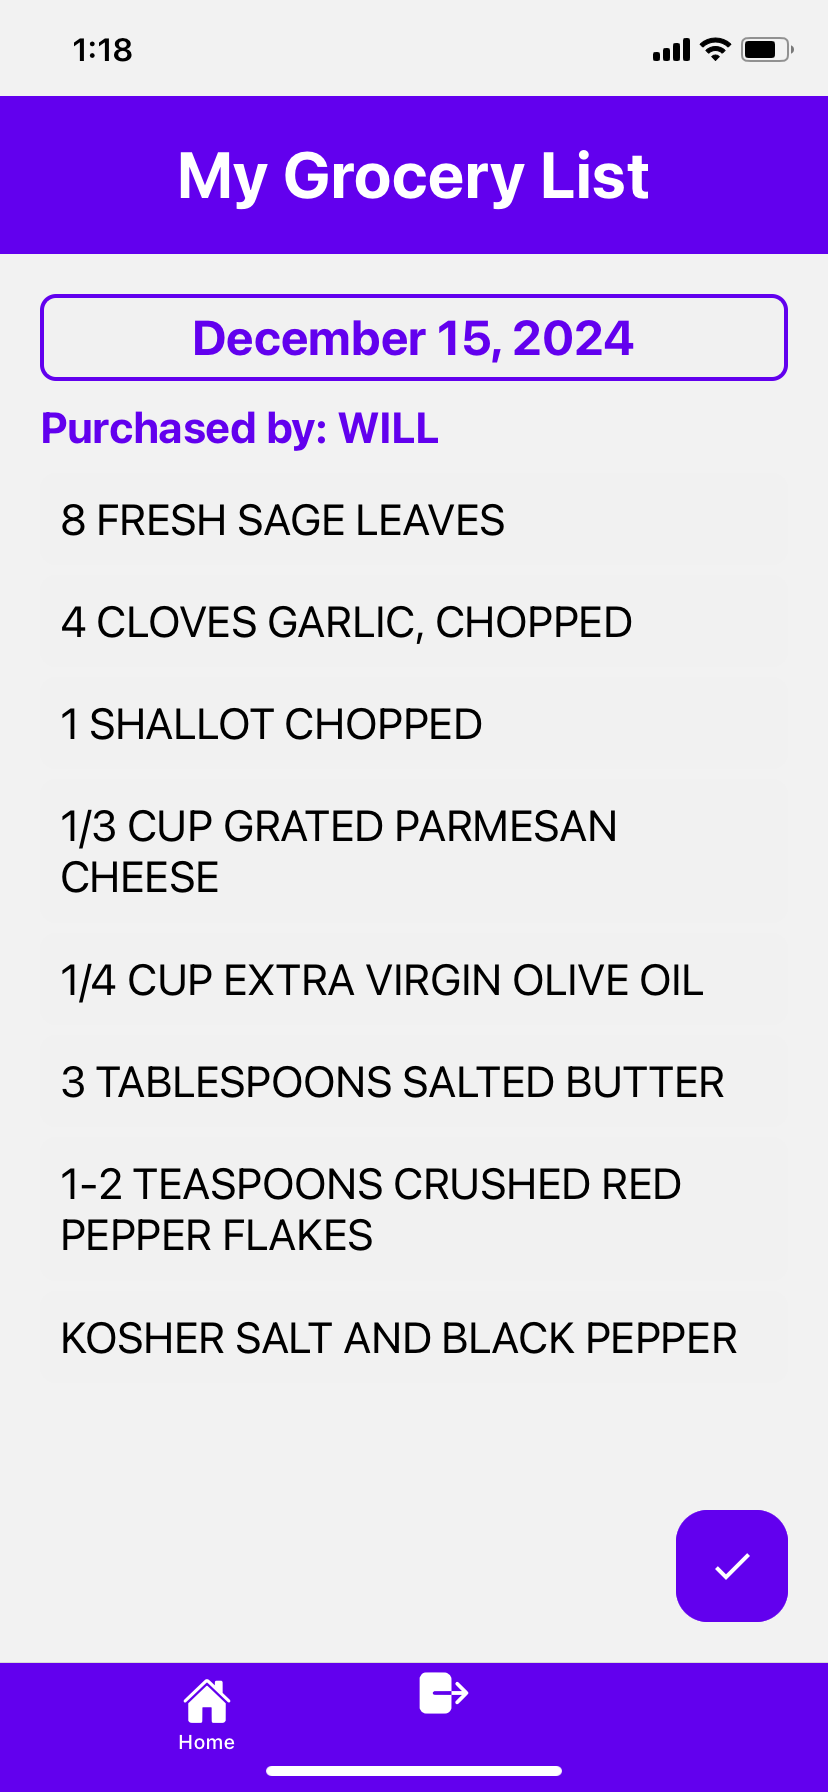 1:18
My Grocery List
December 15, 2024
Purchased by: WILL
8 FRESH SAGE LEAVES
4 CLOVES GARLIC, CHOPPED
1 SHALLOT CHOPPED
1/3 CUP GRATED PARMESAN
CHEESE
1/4 CUP EXTRA VIRGIN OLIVE OIL
3 TABLESPOONS SALTED BUTTER
1-2 TEASPOONS CRUSHED RED
PEPPER FLAKES
KOSHER SALT AND BLACK PEPPER
Home